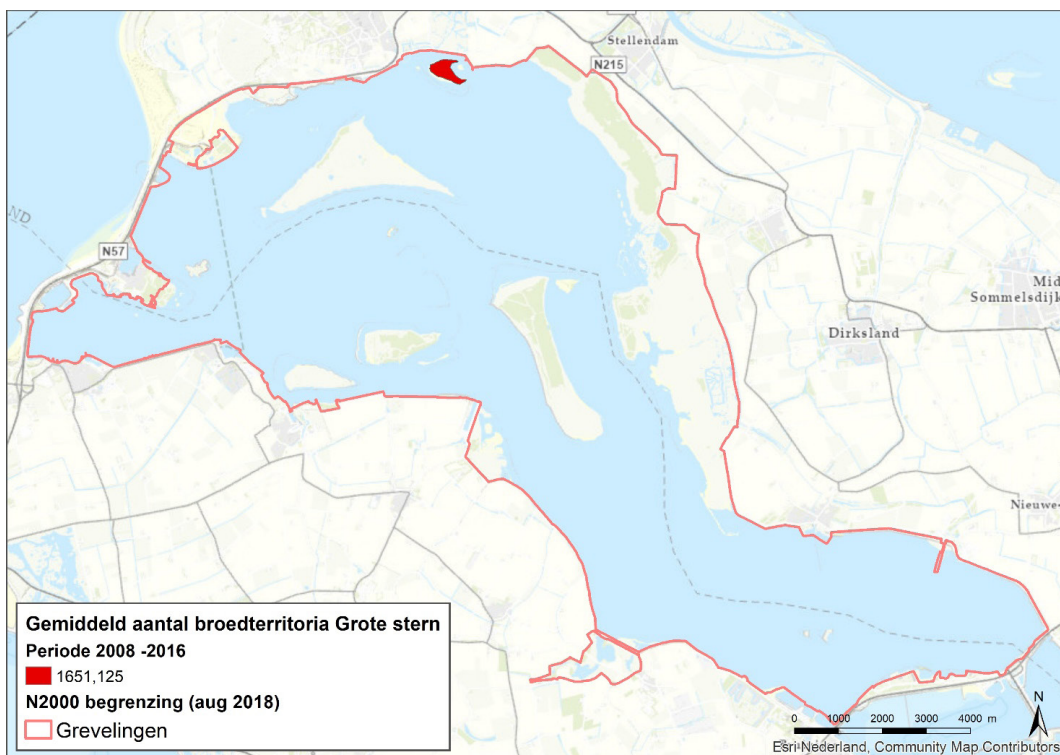 Stellendam
N215
ND
N57
Mid
Sommelsdijk
Dirksland
Nieuwe-
Gemiddeld aantal broedterritoria Grote stern
Periode 2008 -2016
1651,125
N2000 begrenzing (aug 2018)
Grevelingen
0 1000 2000 3000 4000 m
N
Esri Nederland, Community Map Contributors